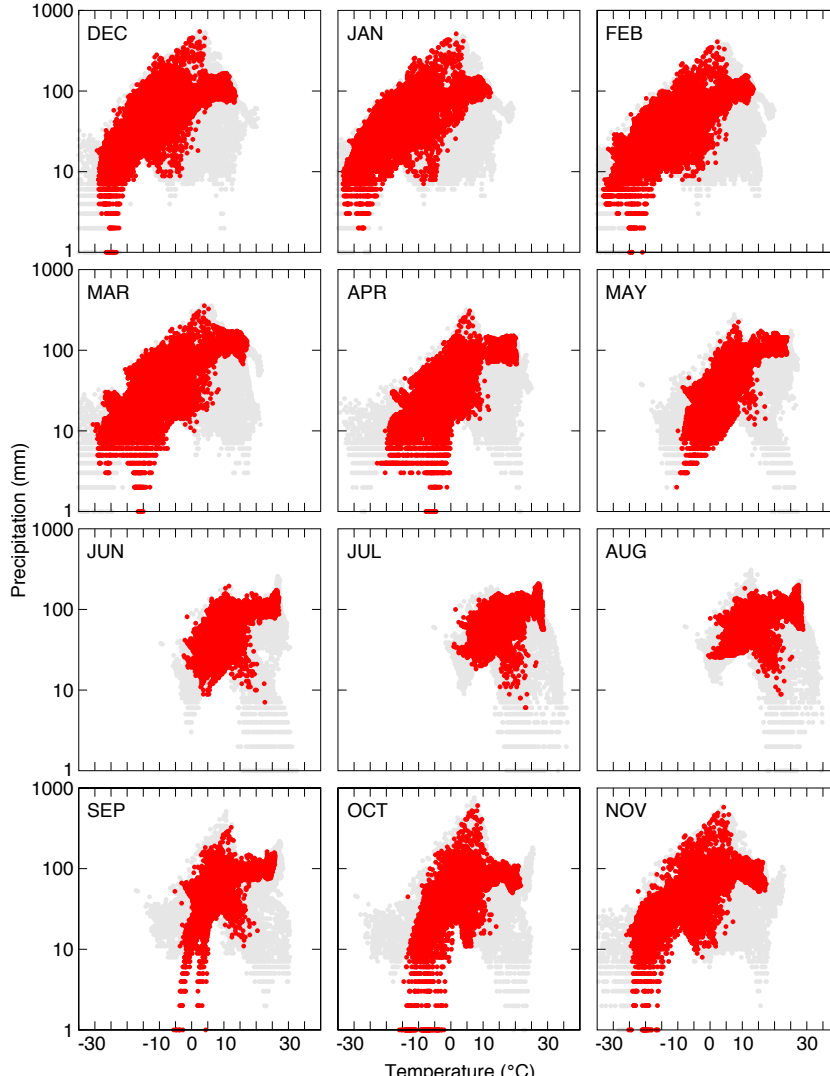 1000
DEC
JAN
FEB
100
10
1
1000
MAR
APR
MAY
100
10
1
Precipitation (mm)
1000
JUN
JUL
AUG
100
10
1
1000
SEP
OCT
NOV
100
10
1
-30 -10 0 10 30 -30 -10 0 10 30 -30 -10 0 10 30
Temperature (°C)